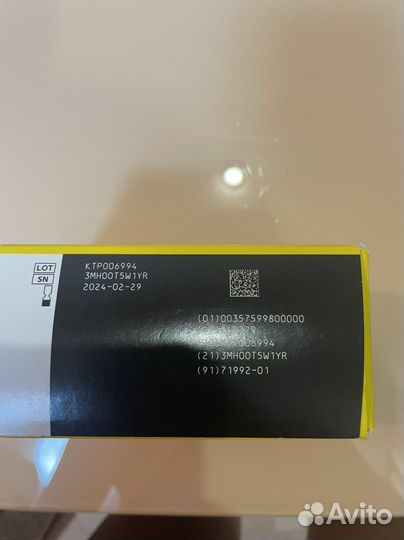 LOT
SN
KTP006994
3MH00T5W1YR
2024-02-29
(01)00357599800000
(21)3MH00T5W1YR
(91)71992-01
Avito